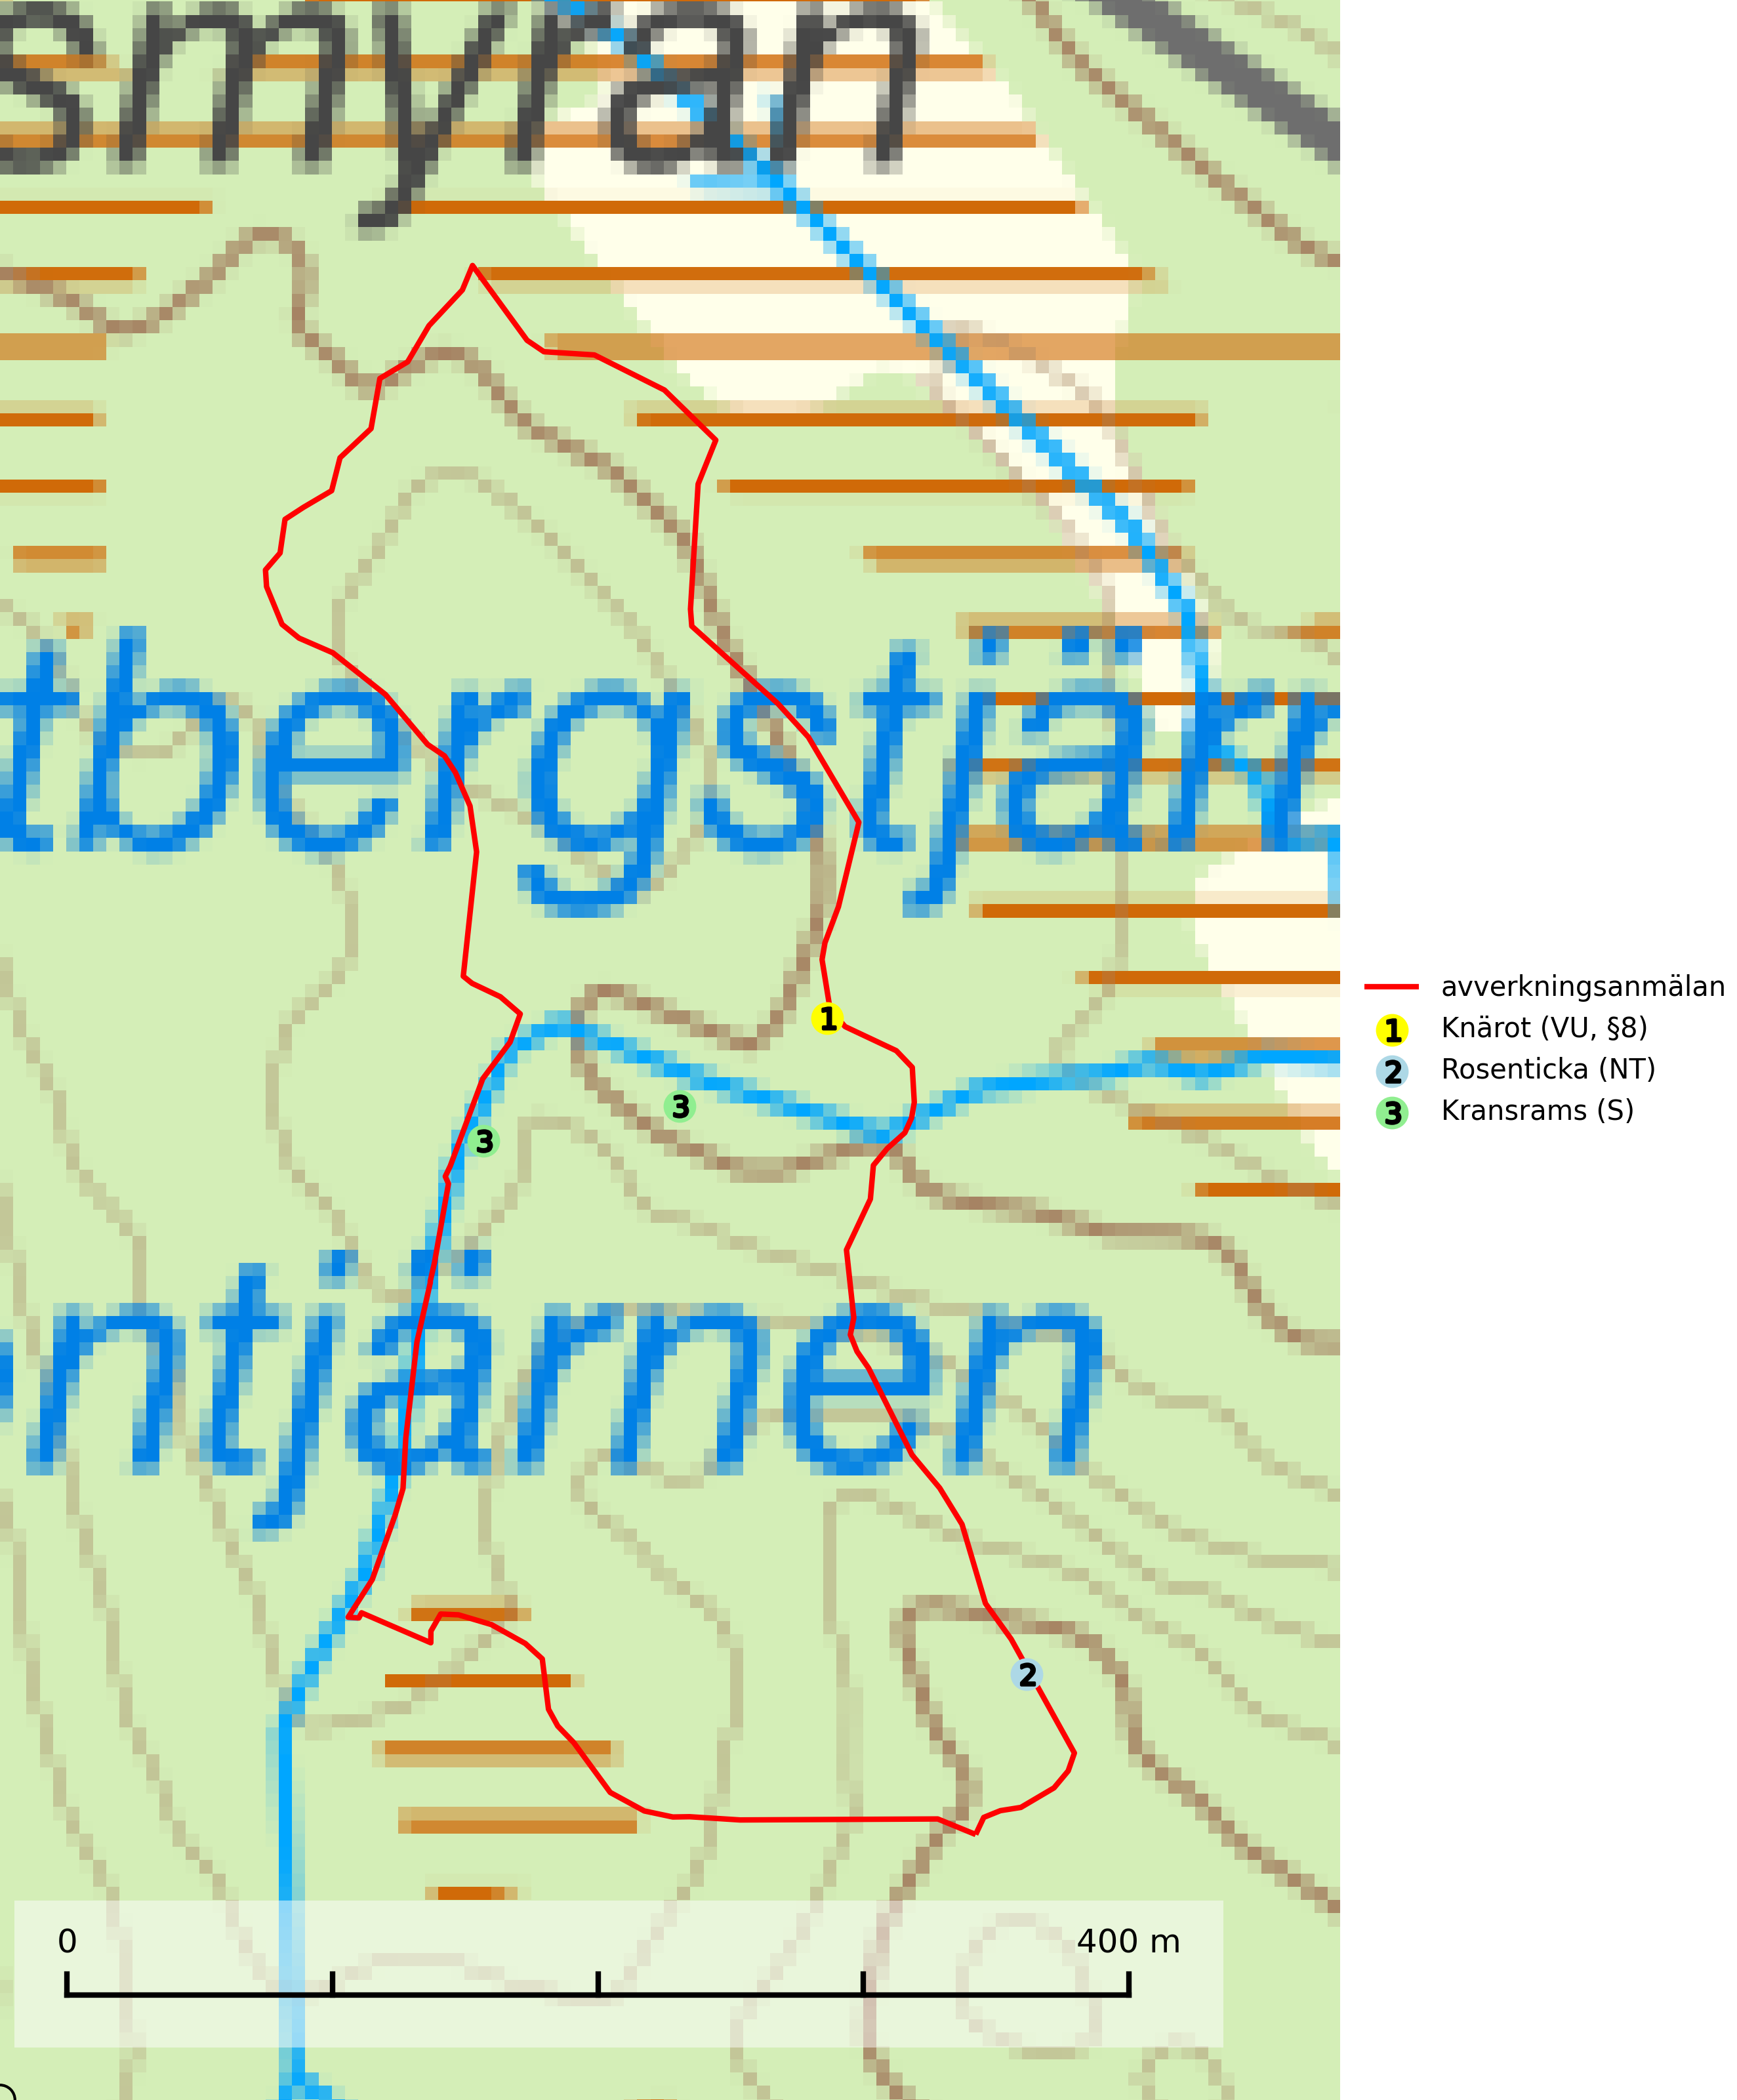 smyran
tbergstjärn
1
avverkningsanmälan
1 Knärot (VU, §8)
2 Rosenticka (NT)
3 Kransrams (S)
3
3
ntjärnen
2
0
400 m